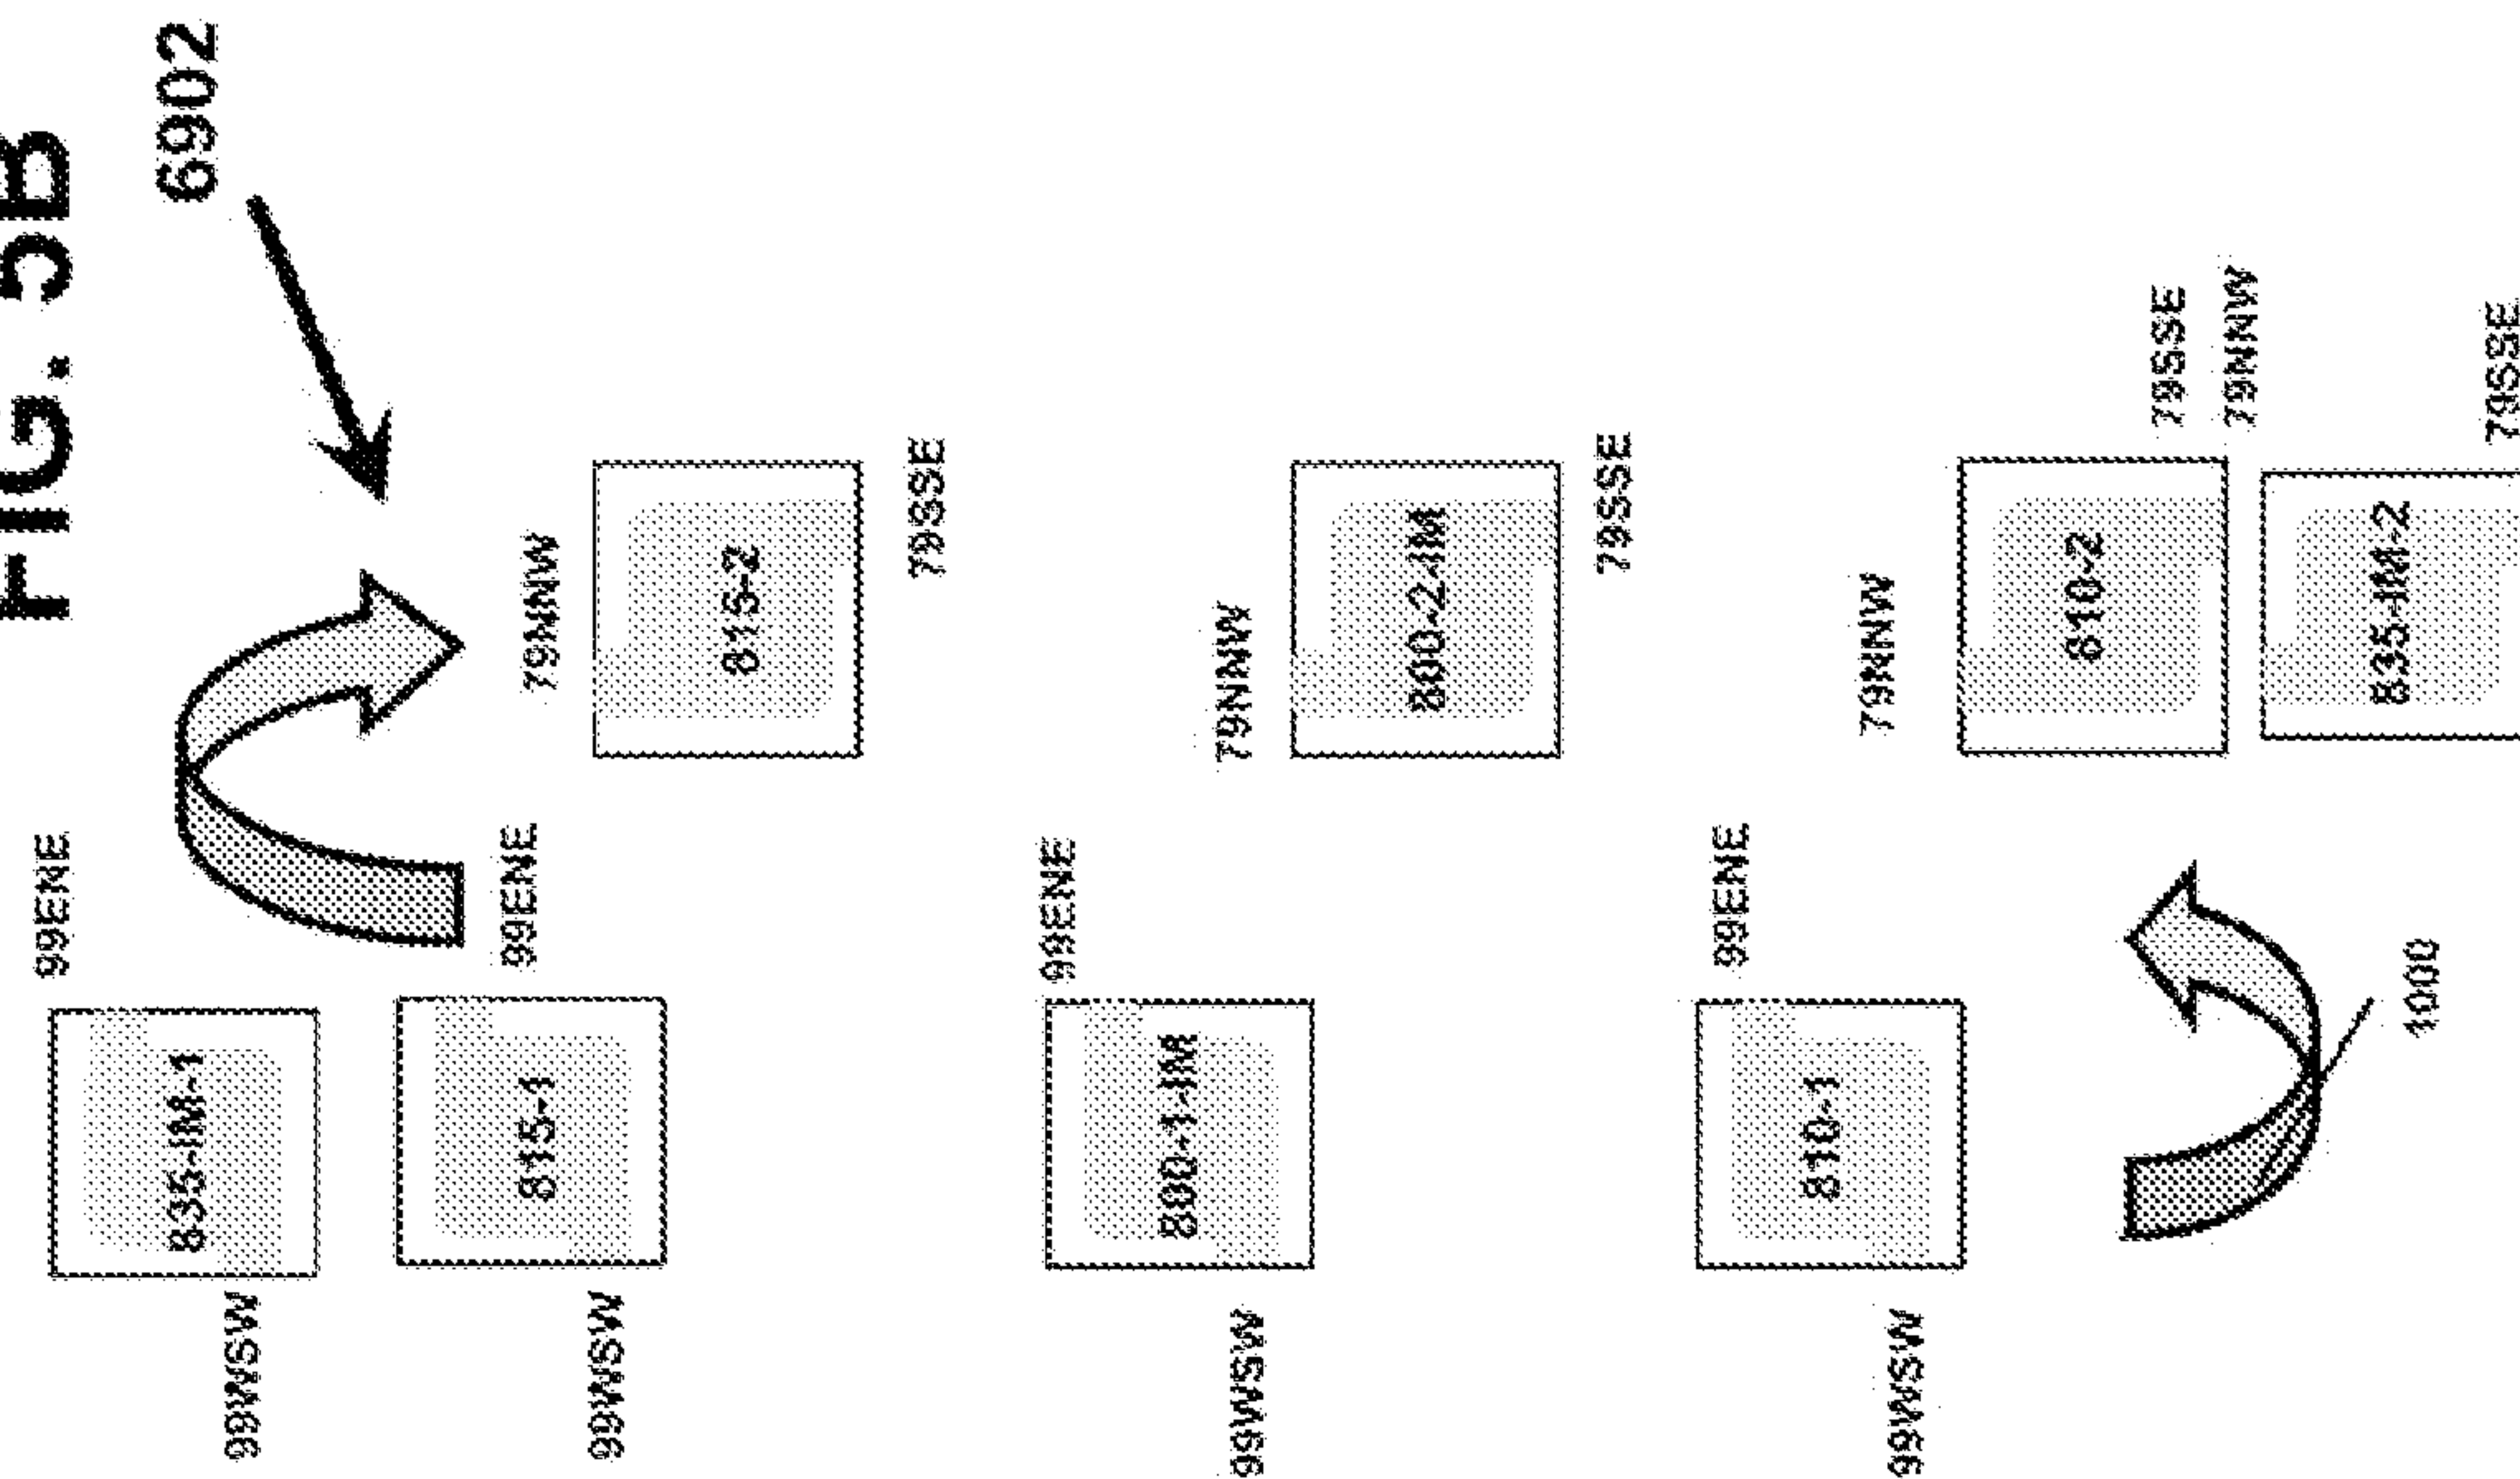 FIG. 5B
6902
99ENE
835-IM-1
99WSW
99ENE
815-1
99WSW
79NNW
815-2
79SSE
99ENE
800-1-IM
99WSW
79NNW
800-2-IM
79SSE
99ENE
810-1
99WSW
79NNW
810-2
79SSE
79NNW
835-IM-2
79SSE
1000